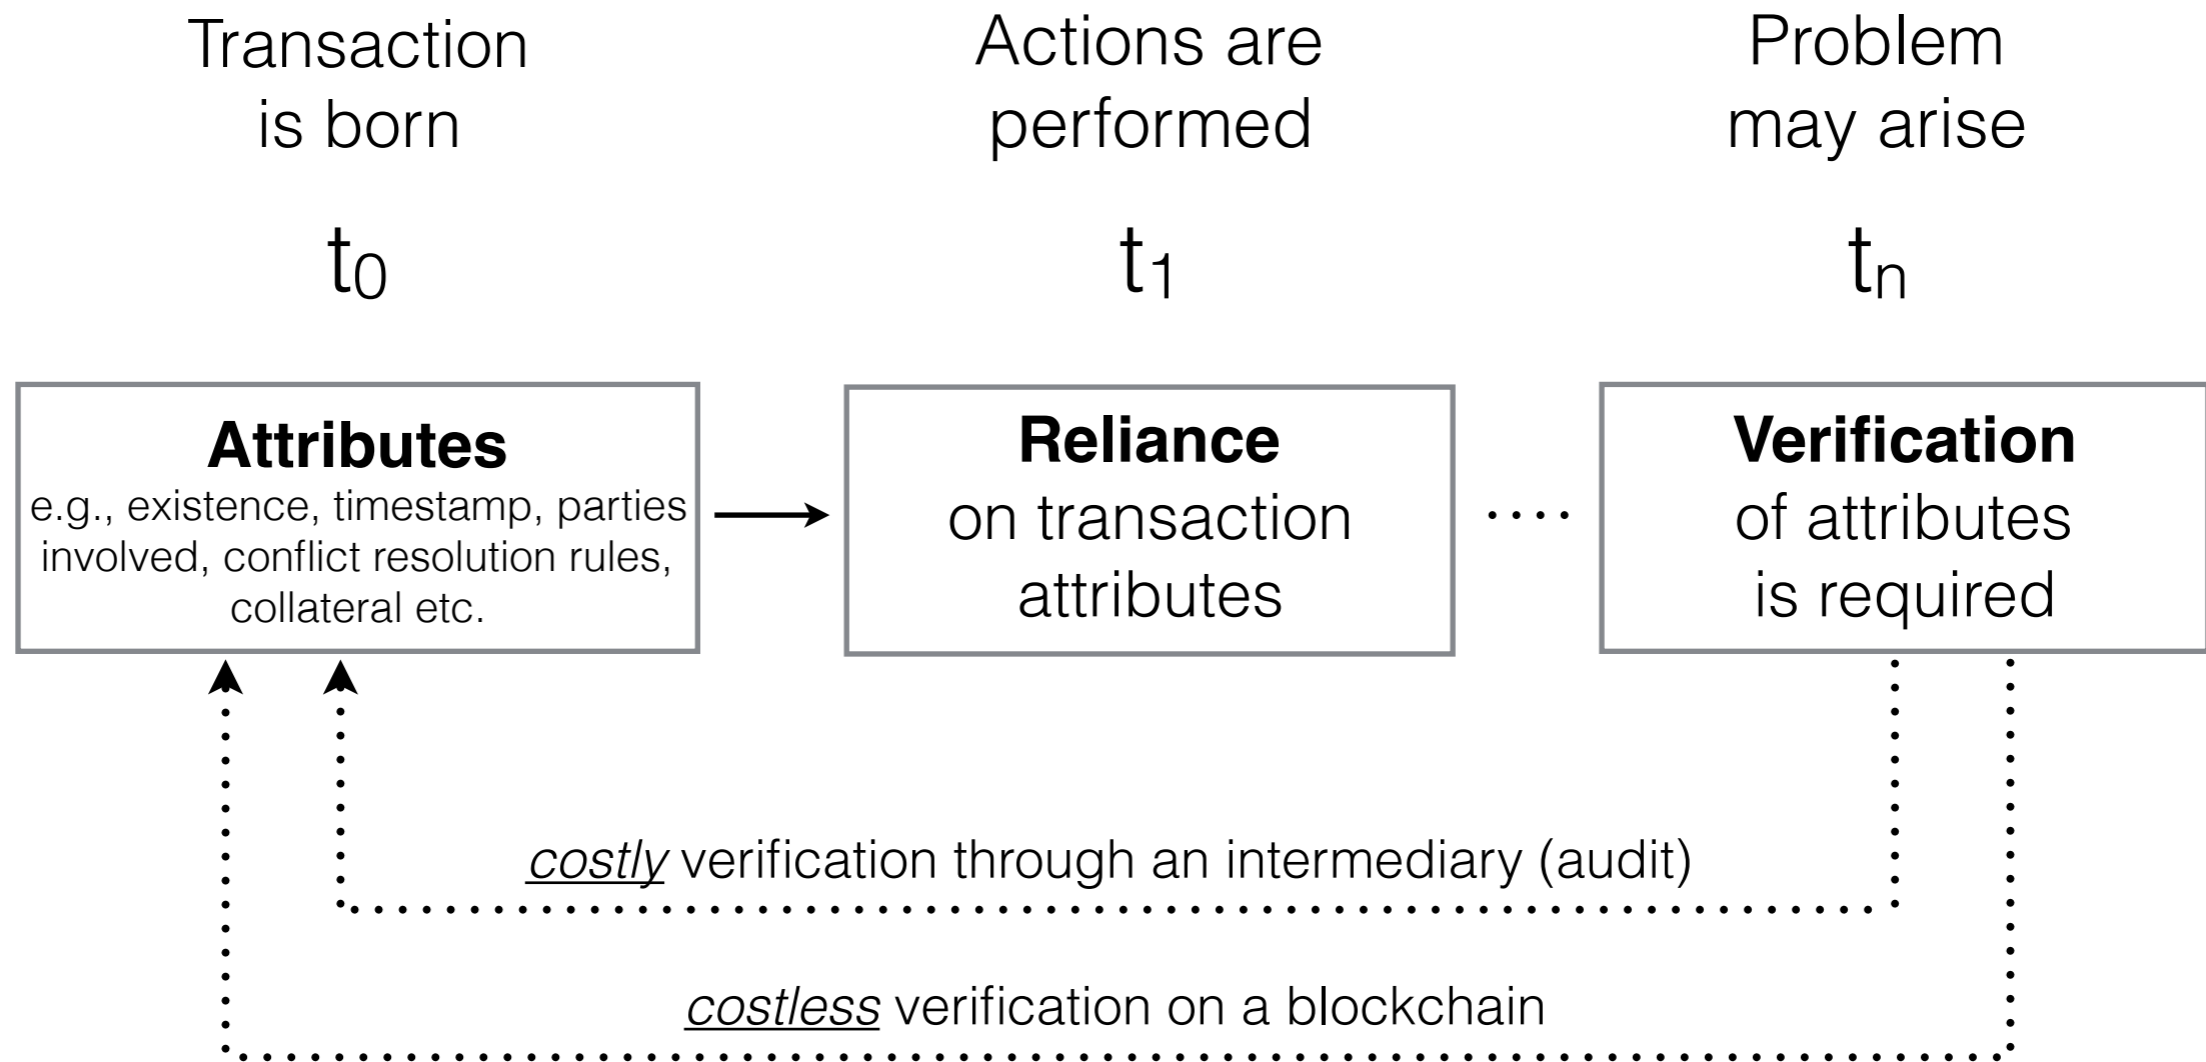 Transaction
is born
t0
Actions are
performed
t1
Problem
may arise
tn
Attributes
e.g., existence, timestamp, parties
involved, conflict resolution rules,
collateral etc.
Reliance
on transaction
attributes
....
Verification
of attributes
is required
costly verification through an intermediary (audit)
costless verification on a blockchain